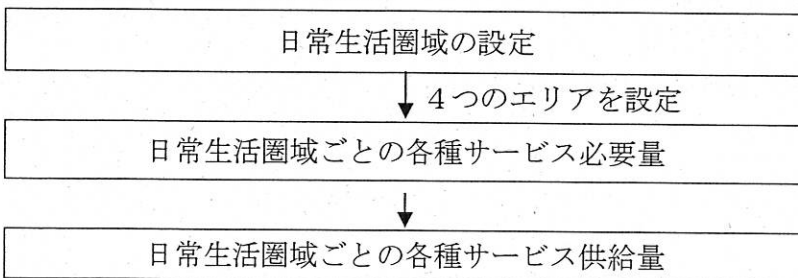 日常生活圏域の設定
４つのエリアを設定
日常生活圏域ごとの各種サービス必要量
日常生活圏域ごとの各種サービス供給量